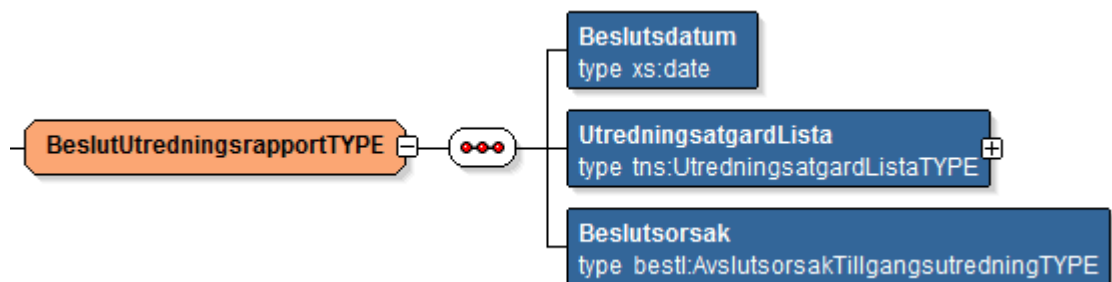 BeslutUtredningsrapportTYPE
Beslutsdatum
type xs:date
UtredningsatgardLista
type tns:UtredningsatgardListaTYPE
Beslutsorsak
type bestl:AvslutsorsakTillgangsutredningTYPE